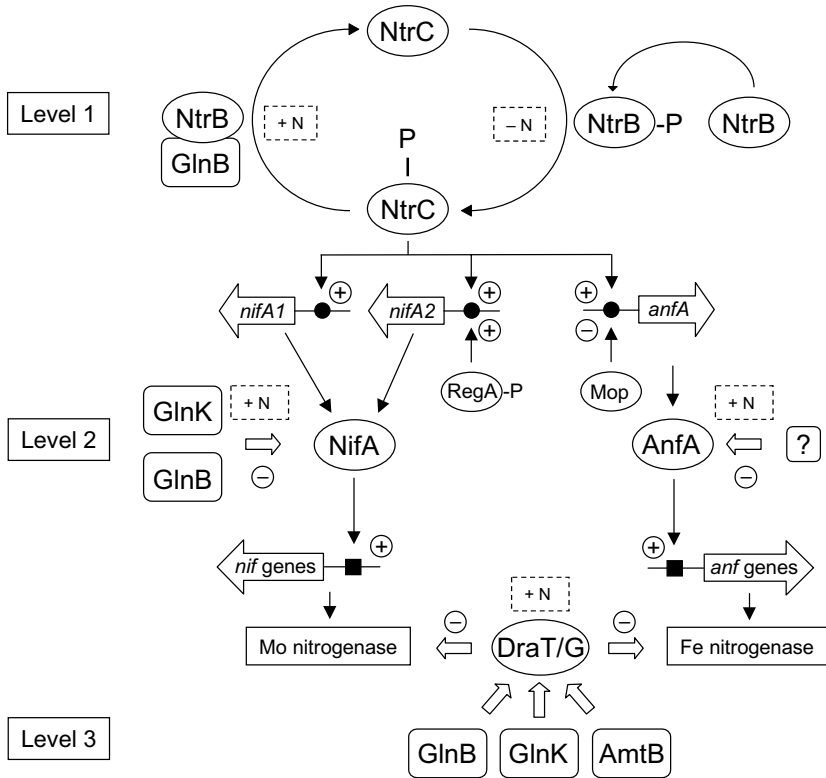 NtrC
Level 1
NtrB
GlnB
+ N
– N
NtrB -P
NtrB
P
NtrC
nifA1
+
nifA2
+
+
+
–
anfA
RegA -P
Mop
Level 2
GlnK
GlnB
+ N
–
NifA
AnfA
+ N
–
?
nif genes
+
+
anf genes
+ N
Mo nitrogenase
–
DraT/G
–
Fe nitrogenase
Level 3
GlnB
GlnK
AmtB